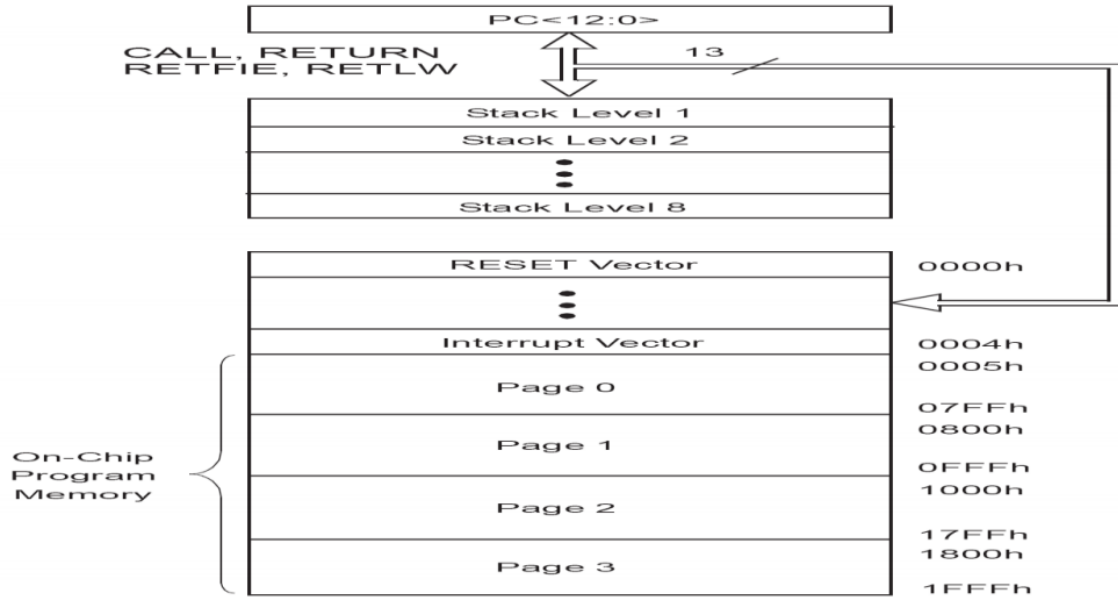 PC<12:0>
CALL, RETURN
RETFIE, RETLW
13
Stack Level 1
Stack Level 2
Stack Level 8
RESET Vector
0000h
Interrupt Vector
0004h
0005h
Page 0
07FFh
0800h
Page 1
On-Chip
Program
Memory
0FFFh
1000h
Page 2
17FFh
1800h
Page 3
1FFFh